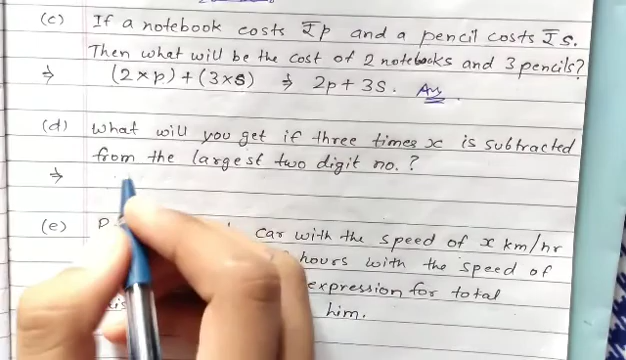 (c) If a notebook costs ₹p and a pencil costs ₹s.
Then what will be the cost of 2 notebooks and 3 pencils?
⇒ (2×p)+(3×s) ⇒ 2p+3s. Ans
(d) what will you get if three times x is subtracted
from the largest two digit no.?
⇒
(e) car with the speed of x km/hr
hours with the speed of
expression for total
him.